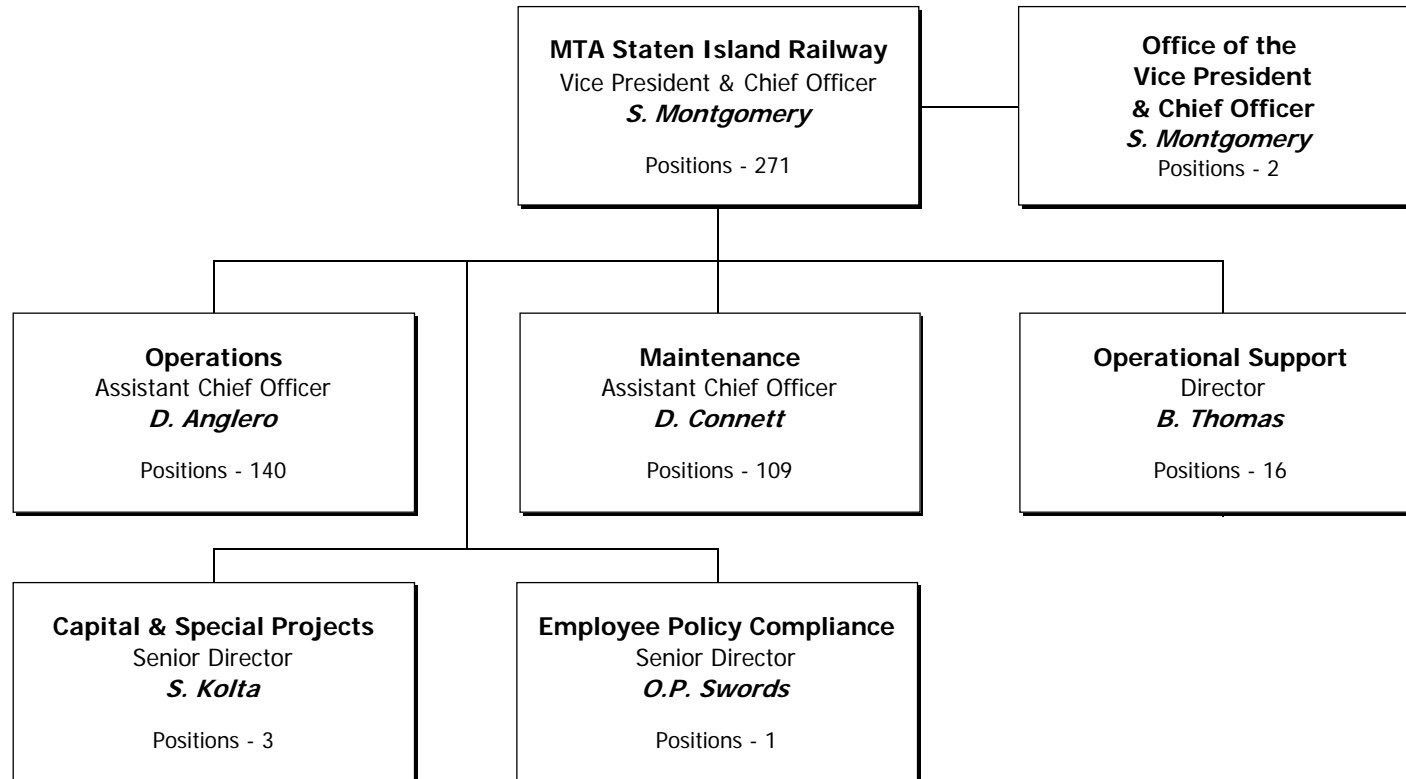 MTA Staten Island Railway
Vice President & Chief Officer
S. Montgomery
Positions - 271
Office of the
Vice President
& Chief Officer
S. Montgomery
Positions - 2
Operations
Assistant Chief Officer
D. Anglero
Positions - 140
Maintenance
Assistant Chief Officer
D. Connett
Positions - 109
Operational Support
Director
B. Thomas
Positions - 16
Capital & Special Projects
Senior Director
S. Kolta
Positions - 3
Employee Policy Compliance
Senior Director
O.P. Swords
Positions - 1